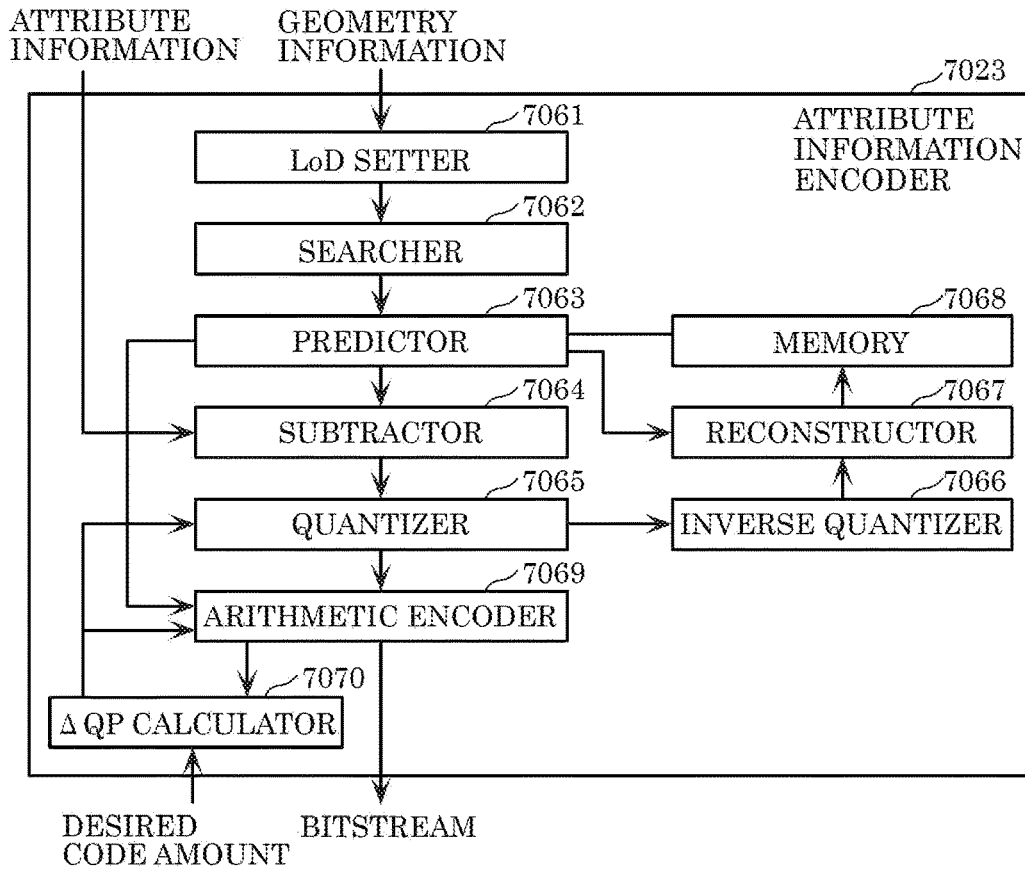 ATTRIBUTE
INFORMATION
GEOMETRY
INFORMATION
7023
ATTRIBUTE
INFORMATION
ENCODER
7061
LoD SETTER
7062
SEARCHER
7063
PREDICTOR
7068
MEMORY
7064
SUBTRACTOR
7067
RECONSTRUCTOR
7065
QUANTIZER
7066
INVERSE QUANTIZER
7069
ARITHMETIC ENCODER
7070
Δ QP CALCULATOR
DESIRED
CODE AMOUNT
BITSTREAM